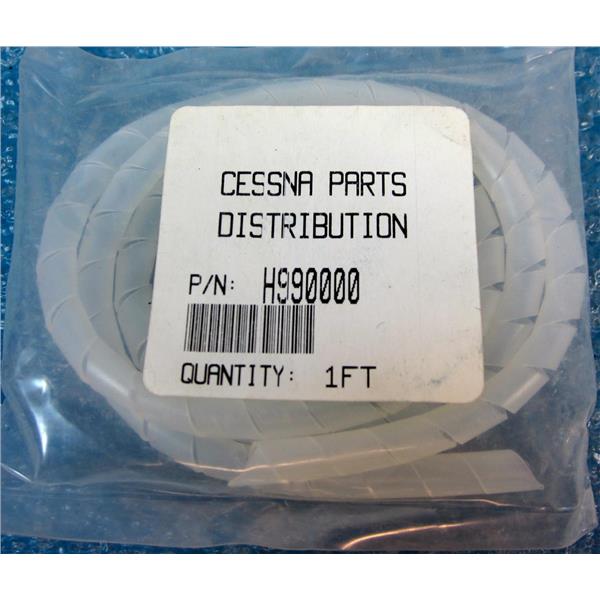 CESSNA PARTS
DISTRIBUTION
P/N: H990000
QUANTITY: 1FT